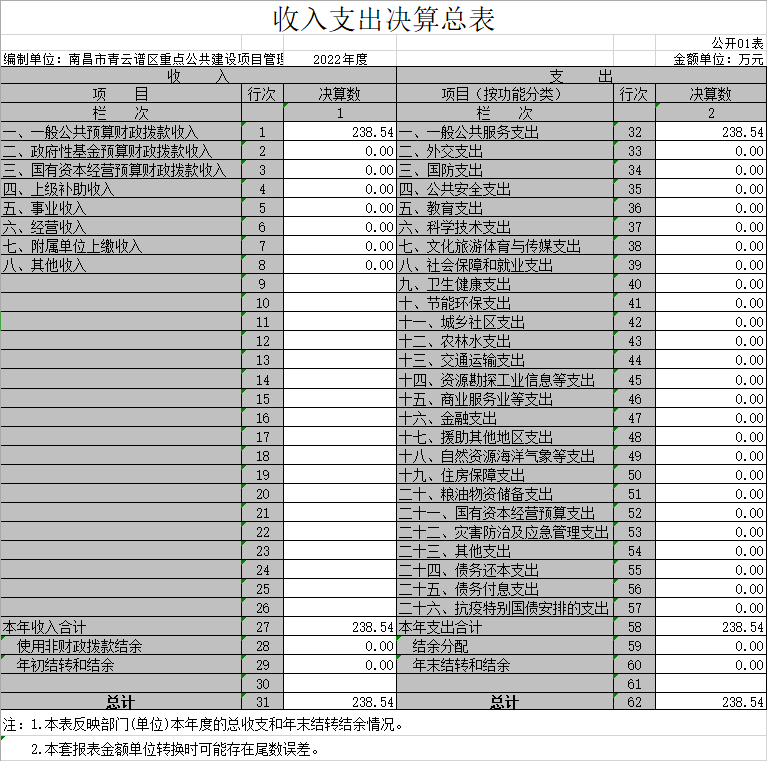 收入支出决算总表
公开01表
编制单位：南昌市青云谱区重点公共建设项目管理 2022年度 金额单位：万元
收 入 支 出
项 目 行次 决算数 项目（按功能分类） 行次 决算数
栏 次 1 栏 次 2
一、一般公共预算财政拨款收入 1 238.54 一、一般公共服务支出 32 238.54
二、政府性基金预算财政拨款收入 2 0.00 二、外交支出 33 0.00
三、国有资本经营预算财政拨款收入 3 0.00 三、国防支出 34 0.00
四、上级补助收入 4 0.00 四、公共安全支出 35 0.00
五、事业收入 5 0.00 五、教育支出 36 0.00
六、经营收入 6 0.00 六、科学技术支出 37 0.00
七、附属单位上缴收入 7 0.00 七、文化旅游体育与传媒支出 38 0.00
八、其他收入 8 0.00 八、社会保障和就业支出 39 0.00
9 九、卫生健康支出 40 0.00
10 十、节能环保支出 41 0.00
11 十一、城乡社区支出 42 0.00
12 十二、农林水支出 43 0.00
13 十三、交通运输支出 44 0.00
14 十四、资源勘探工业信息等支出 45 0.00
15 十五、商业服务业等支出 46 0.00
16 十六、金融支出 47 0.00
17 十七、援助其他地区支出 48 0.00
18 十八、自然资源海洋气象等支出 49 0.00
19 十九、住房保障支出 50 0.00
20 二十、粮油物资储备支出 51 0.00
21 二十一、国有资本经营预算支出 52 0.00
22 二十二、灾害防治及应急管理支出 53 0.00
23 二十三、其他支出 54 0.00
24 二十四、债务还本支出 55 0.00
25 二十五、债务付息支出 56 0.00
26 二十六、抗疫特别国债安排的支出 57 0.00
本年收入合计 27 238.54 本年支出合计 58 238.54
使用非财政拨款结余 28 0.00 结余分配 59 0.00
年初结转和结余 29 0.00 年末结转和结余 60 0.00
30 61
总计 31 238.54 总计 62 238.54
注：1.本表反映部门(单位)本年度的总收支和年末结转结余情况。
2.本套报表金额单位转换时可能存在尾数误差。